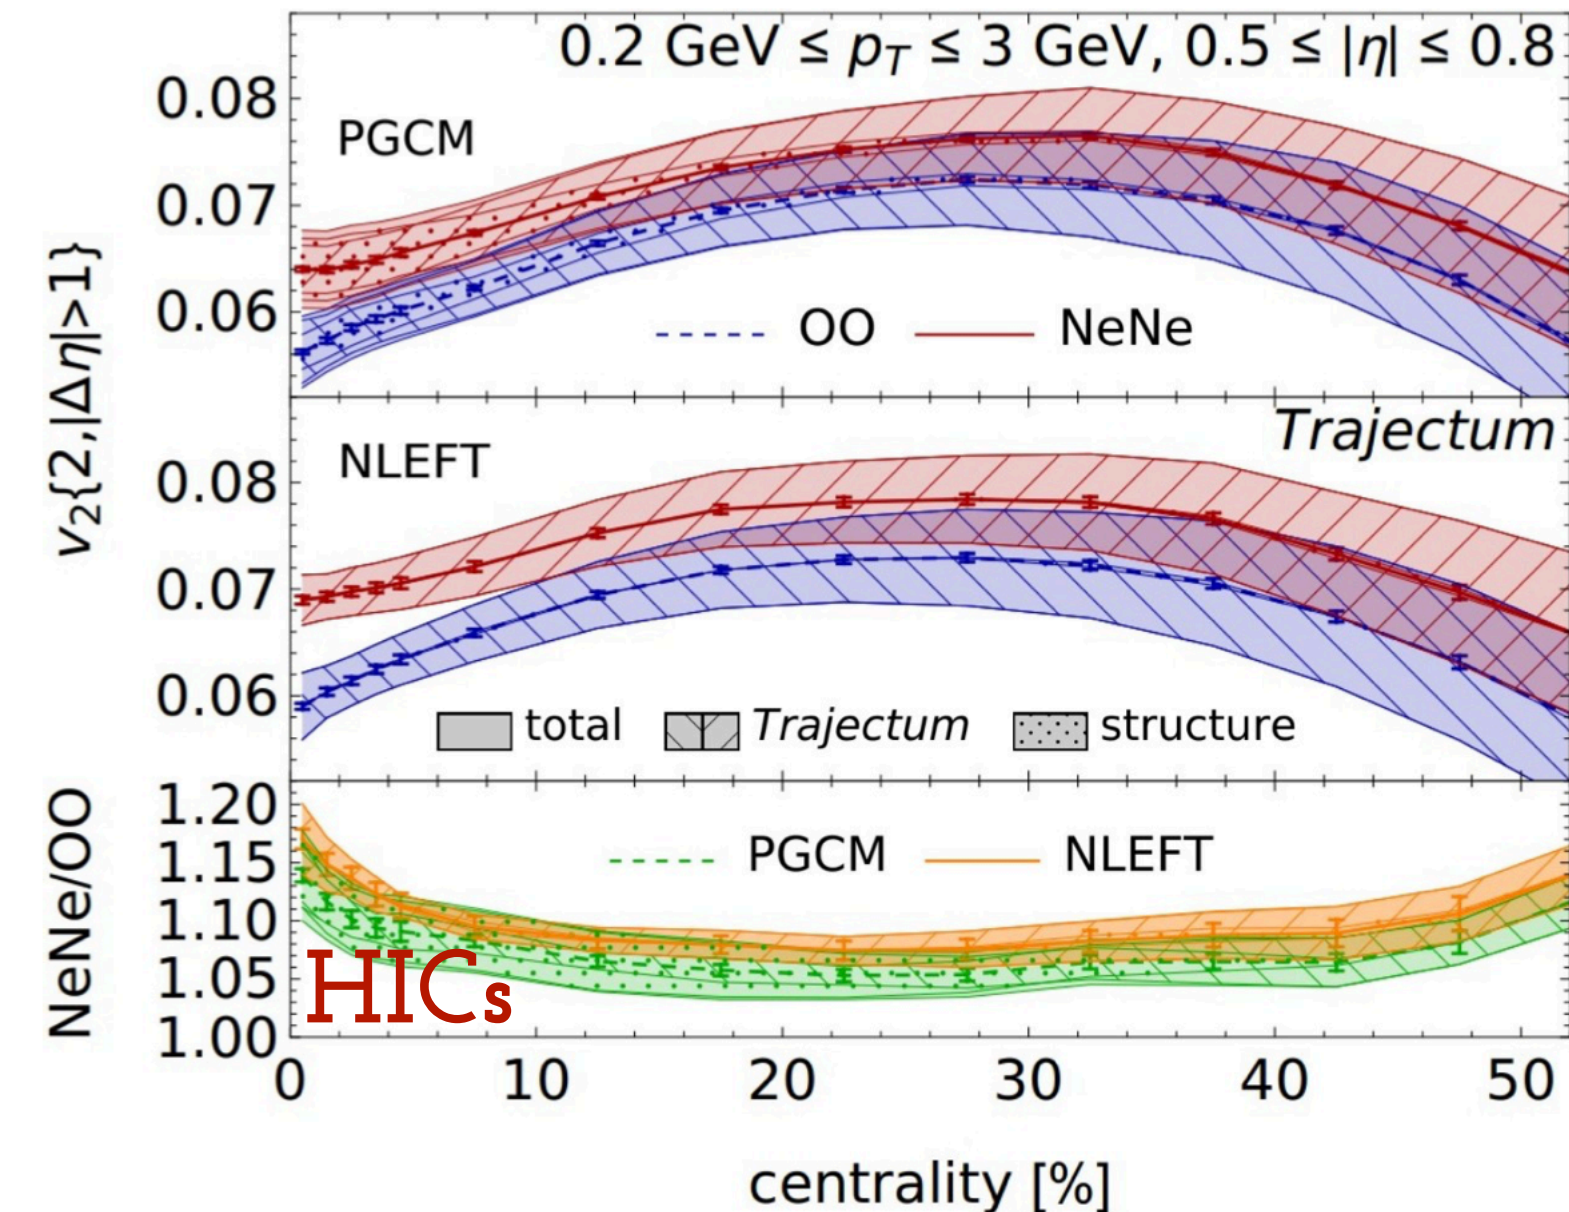 0.2 GeV ≤ p_T ≤ 3 GeV, 0.5 ≤ |η| ≤ 0.8
PGCM
0.08
0.07
0.06
OO NeNe
v₂{2,|Δη|>1}
Trajectum
NLEFT
0.08
0.07
0.06
total Trajectum structure
NeNe/OO
1.20
1.15
1.10
1.05
1.00
PGCM NLEFT
HICs
0 10 20 30 40 50
centrality [%]